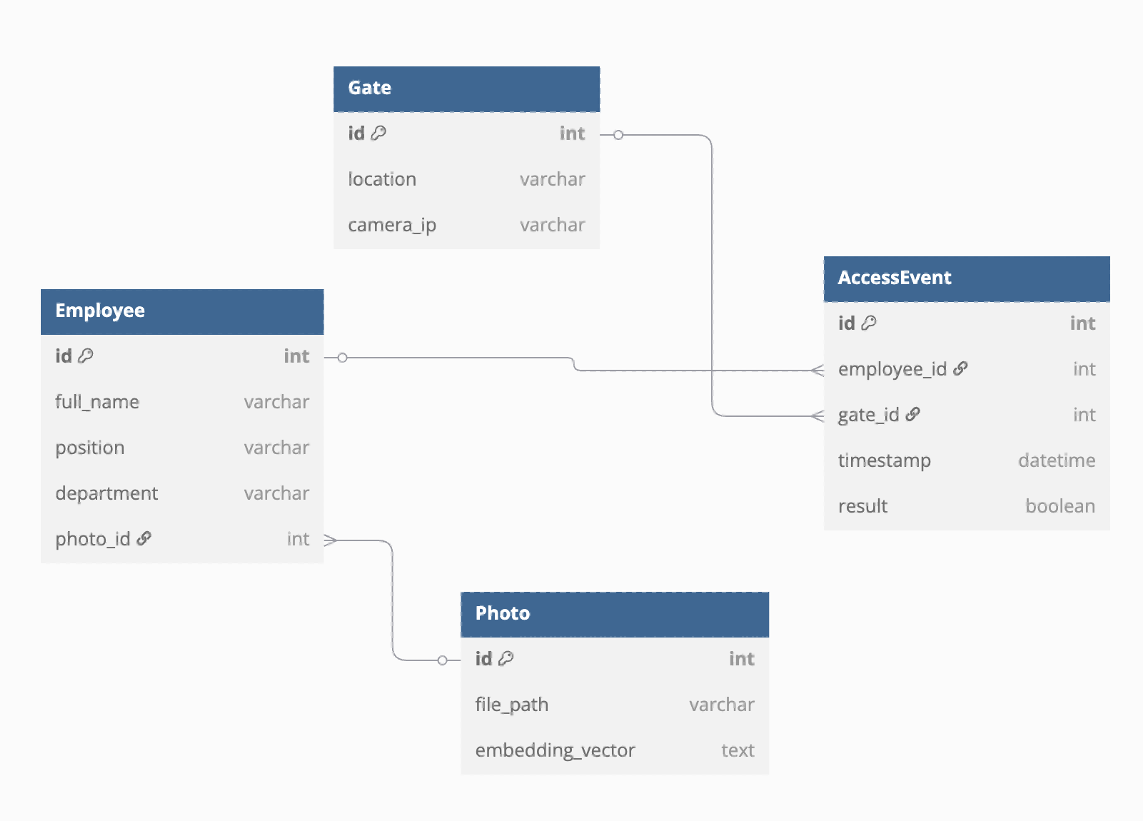 Gate
id int
location varchar
camera_ip varchar
Employee
id int
full_name varchar
position varchar
department varchar
photo_id int
AccessEvent
id int
employee_id int
gate_id int
timestamp datetime
result boolean
Photo
id int
file_path varchar
embedding_vector text